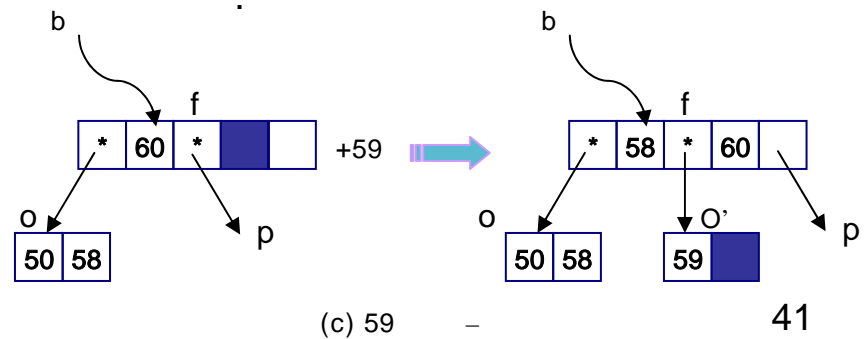 b b
f f
* 60 * +59 * 58 * 60
o p o O’ p
50 58 50 58 59
(c) 59 – 41